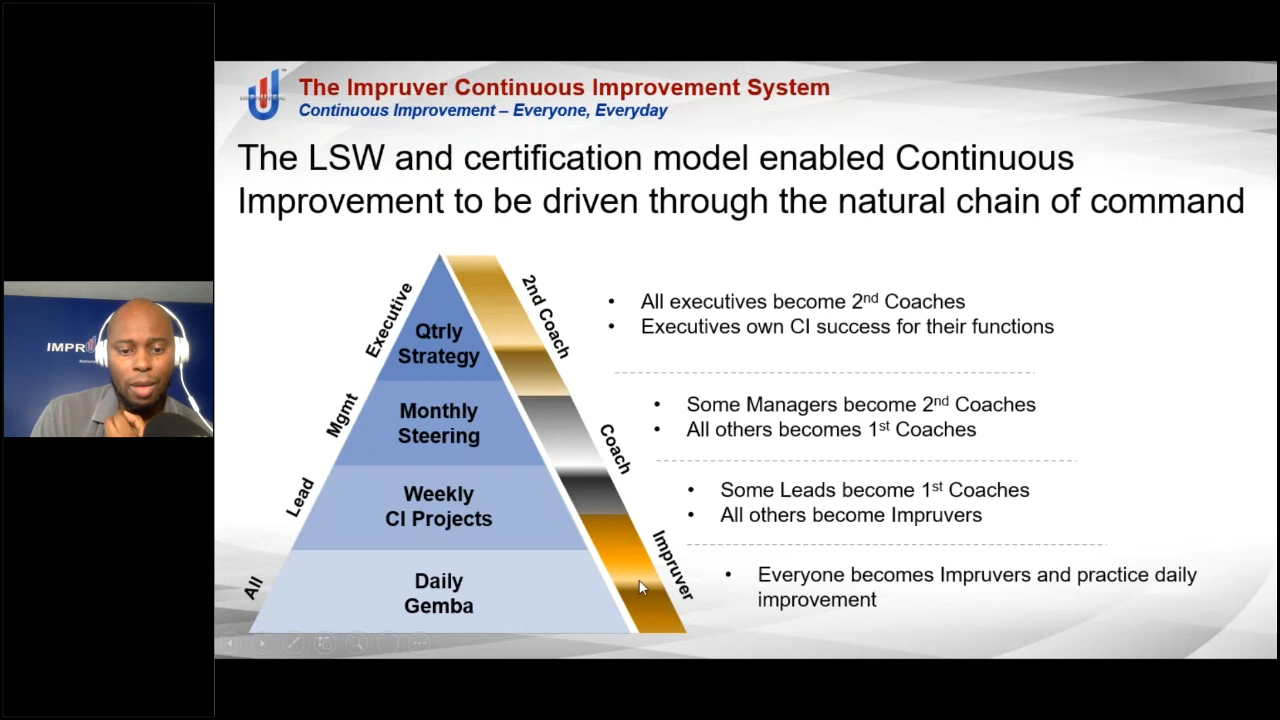 The Impruver Continuous Improvement System
Continuous Improvement – Everyone, Everyday
The LSW and certification model enabled Continuous
Improvement to be driven through the natural chain of command
Executive
Qtrly
Strategy
2nd Coach
• All executives become 2nd Coaches
• Executives own CI success for their functions
Mgmt
Monthly
Steering
Coach
• Some Managers become 2nd Coaches
• All others becomes 1st Coaches
Lead
Weekly
CI Projects
• Some Leads become 1st Coaches
• All others become Impruvers
All
Daily
Gemba
Impruver
• Everyone becomes Impruvers and practice daily
improvement